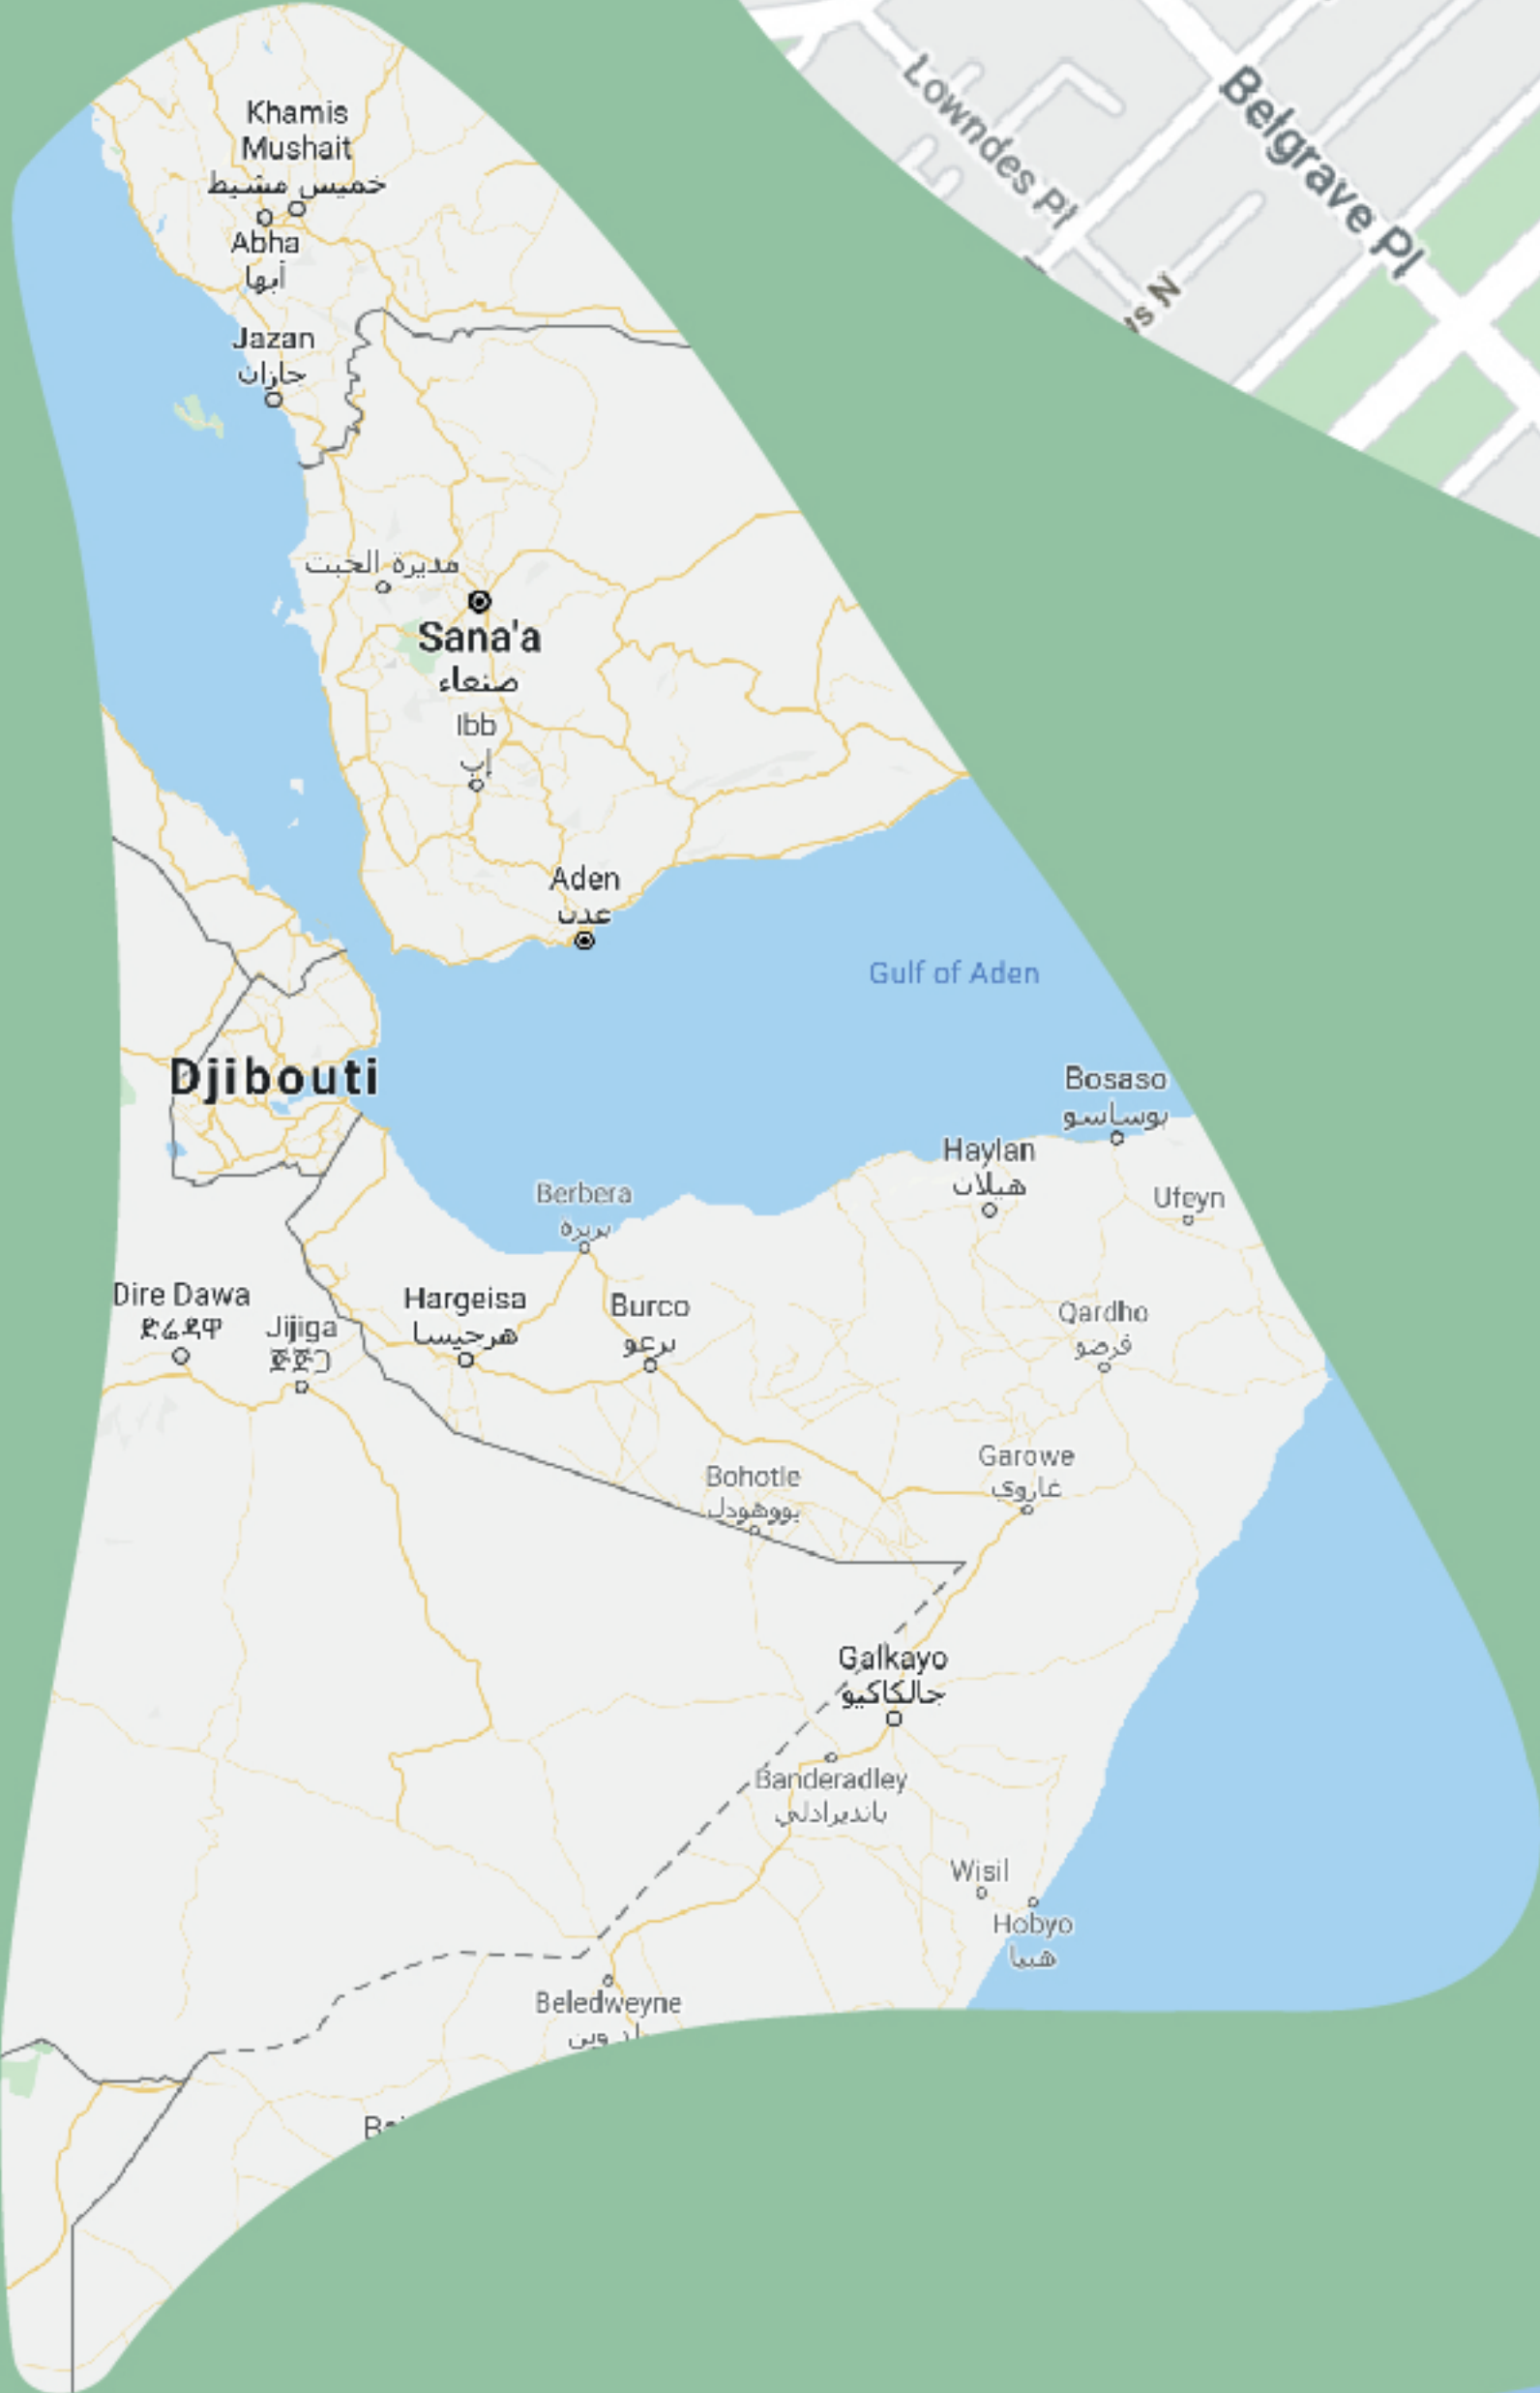 Khamis
Mushait
خميس مشيط
Abha
أبها
Jazan
جازان
مديرة الخبت
Sana'a
صنعاء
Ibb
إب
Aden
عدن
Gulf of Aden
Djibouti
Bosaso
بوساسو
Haylan
هيلان
Ufeyn
Berbera
بربرة
Dire Dawa
ድሬዳዋ
Jijiga
ጅጅጋ
Hargeisa
هرجيسا
Burco
برعو
Qardho
قرضو
Garowe
غاروي
Bohotle
بووهودل
Galkayo
جالكاكيو
Banderadley
بانديرادلي
Wisil
Hobyo
هبيا
Beledweyne
Lowndes Pl
Belgrave Pl
N